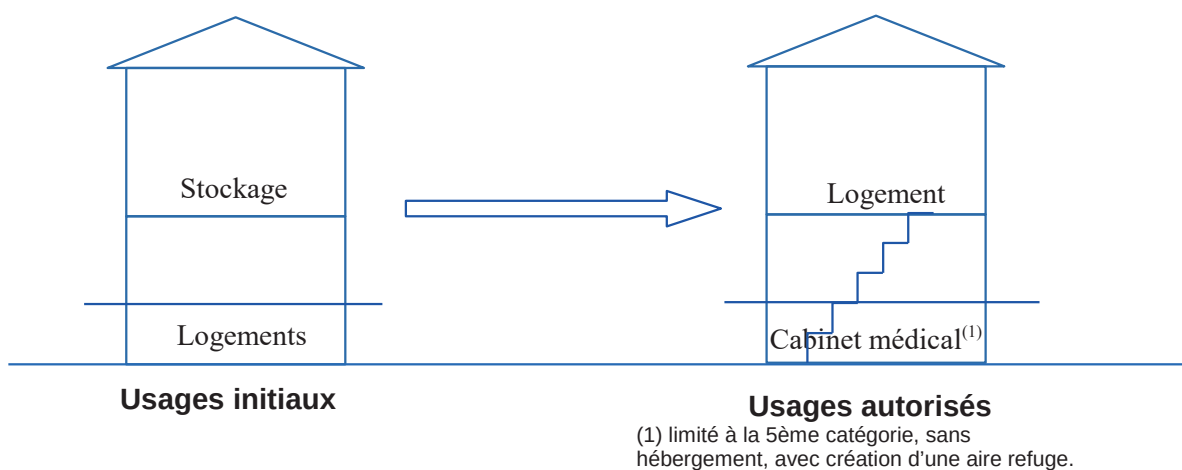 Stockage
Logements
Usages initiaux
Logement
Cabinet médical(1)
Usages autorisés
(1) limité à la 5ème catégorie, sans
hébergement, avec création d'une aire refuge.